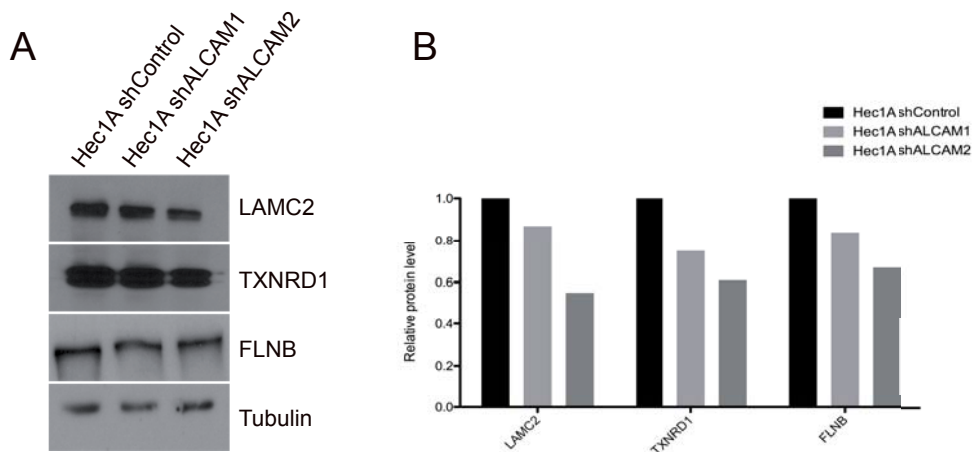 A
Hec1A shControl
Hec1A shALCAM1
Hec1A shALCAM2
LAMC2
TXNRD1
FLNB
Tubulin
B
Hec1A shControl
Hec1A shALCAM1
Hec1A shALCAM2
Relative protein level
1.0
0.8
0.6
0.4
0.2
0.0
LAMC2
TXNRD1
FLNB